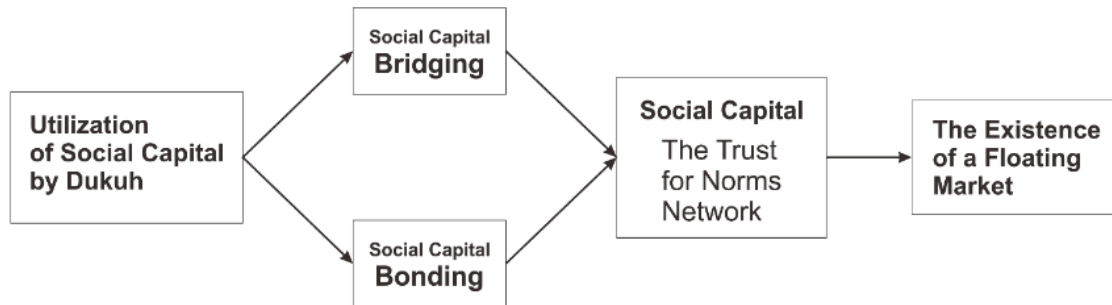 Utilization
of Social Capital
by Dukuh
Social Capital
Bridging
Social Capital
Bonding
Social Capital
The Trust
for Norms
Network
The Existence
of a Floating
Market